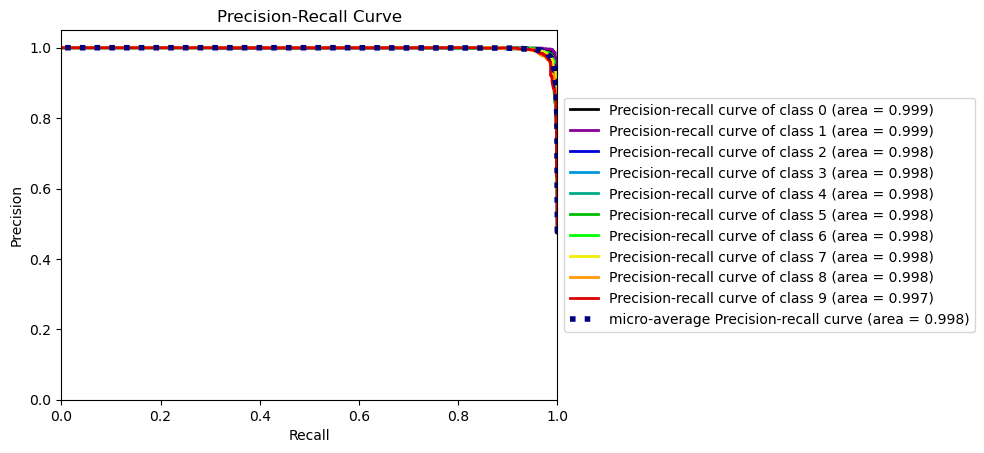 Precision-Recall Curve
1.0
0.8
0.6
0.4
0.2
0.0
Precision
0.0 0.2 0.4 0.6 0.8 1.0
Recall
Precision-recall curve of class 0 (area = 0.999)
Precision-recall curve of class 1 (area = 0.999)
Precision-recall curve of class 2 (area = 0.998)
Precision-recall curve of class 3 (area = 0.998)
Precision-recall curve of class 4 (area = 0.998)
Precision-recall curve of class 5 (area = 0.998)
Precision-recall curve of class 6 (area = 0.998)
Precision-recall curve of class 7 (area = 0.998)
Precision-recall curve of class 8 (area = 0.998)
Precision-recall curve of class 9 (area = 0.997)
micro-average Precision-recall curve (area = 0.998)